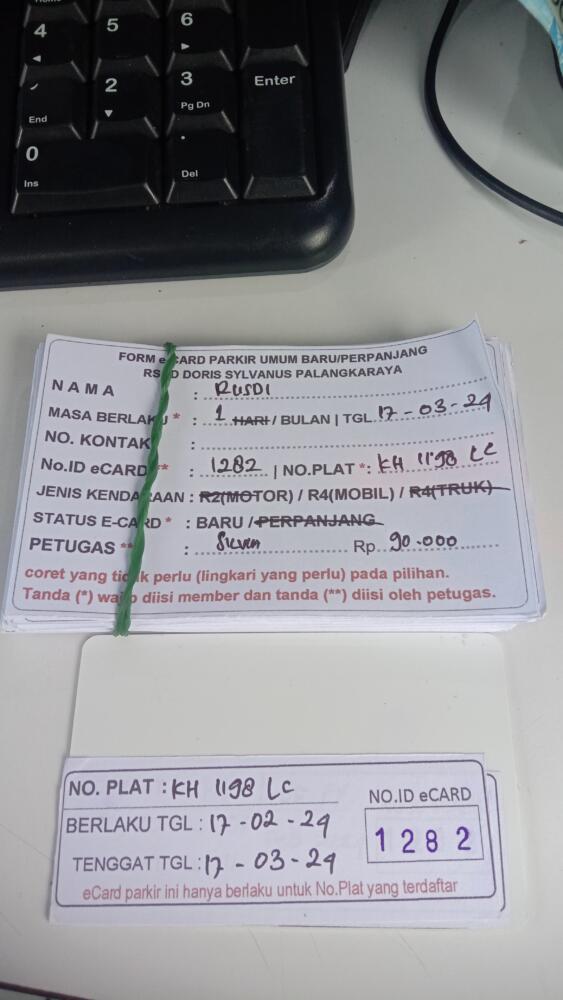 4
5
6
2
3
Enter
End
Pg Dn
0
Ins
.
Del
FORM eCARD PARKIR UMUM BARU/PERPANJANG
RSUD DORIS SYLVANUS PALANGKARAYA
NAMA : RUSDI
MASA BERLAKU * : 1 HARI / BULAN | TGL. 17-03-24
NO. KONTAK :
No.ID eCARD ** : 1282 | NO.PLAT *: KH 1198 LC
JENIS KENDARAAN : R2(MOTOR) / R4(MOBIL) / R4(TRUK)
STATUS E-CARD * : BARU / PERPANJANG
PETUGAS ** : Rp. 90.000
coret yang tidak perlu (lingkari yang perlu) pada pilihan.
Tanda (*) wajib diisi member dan tanda (**) diisi oleh petugas.
NO. PLAT : KH 1198 LC
NO.ID eCARD
BERLAKU TGL : 17-02-24
1282
TENGGAT TGL : 17-03-24
eCard parkir ini hanya berlaku untuk No.Plat yang terdaftar